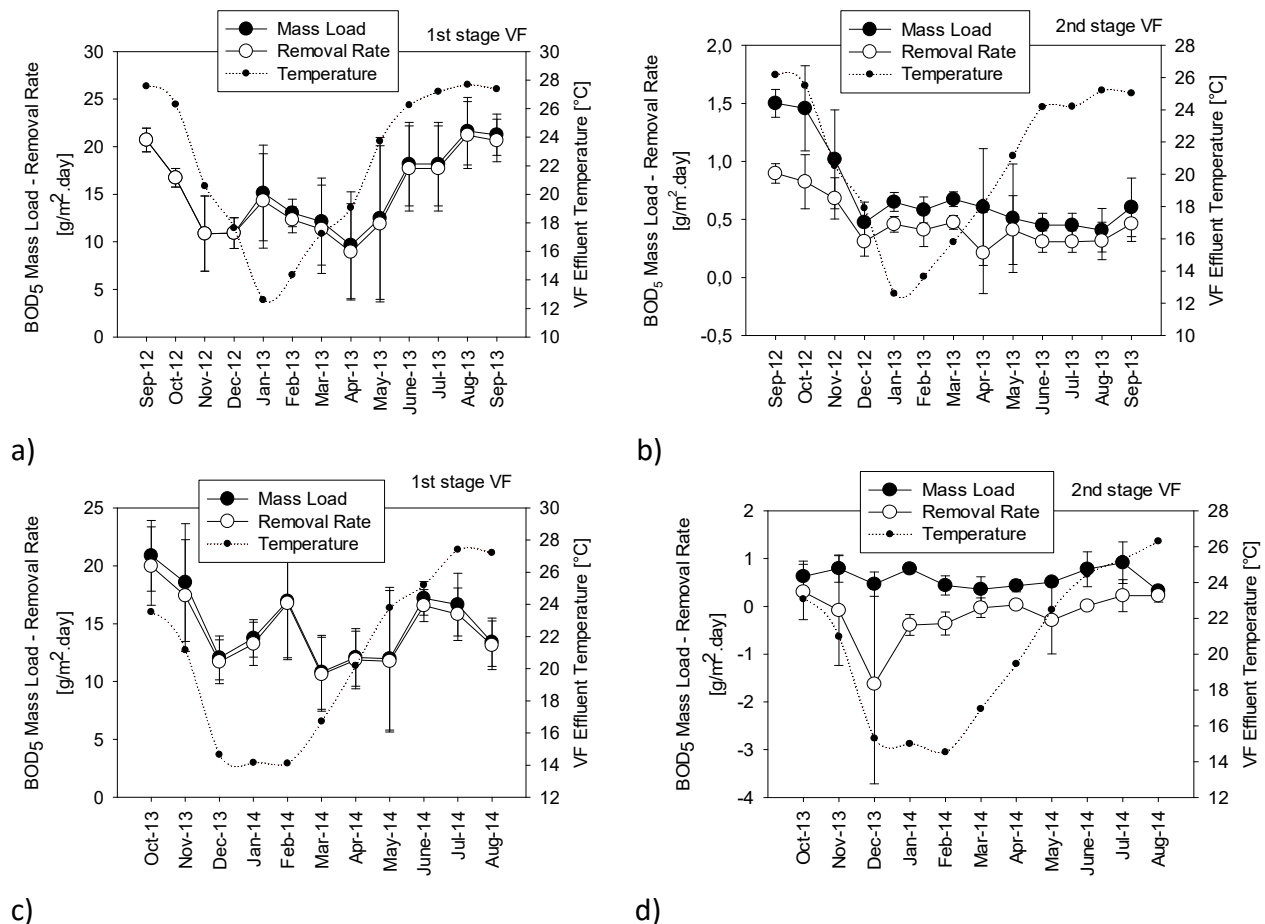 1st stage VF
Mass Load
Removal Rate
Temperature
BOD5 Mass Load - Removal Rate
[g/m2.day]
30
25
20
15
10
5
0
VF Effluent Temperature [°C]
30
28
26
24
22
20
18
16
14
12
10
Sep-12
Oct-12
Nov-12
Dec-12
Jan-13
Feb-13
Mar-13
Apr-13
May-13
June-13
Jul-13
Aug-13
Sep-13
a)
2nd stage VF
Mass Load
Removal Rate
Temperature
BOD5 Mass Load - Removal Rate
[g/m2.day]
2,0
1,5
1,0
0,5
0,0
-0,5
VF Effluent Temperature [°C]
28
26
24
22
20
18
16
14
12
10
Sep-12
Oct-12
Nov-12
Dec-12
Jan-13
Feb-13
Mar-13
Apr-13
May-13
June-13
Jul-13
Aug-13
Sep-13
b)
1st stage VF
Mass Load
Removal Rate
Temperature
BOD5 Mass Load - Removal Rate
[g/m2.day]
25
20
15
10
5
0
VF Effluent Temperature [°C]
30
28
26
24
22
20
18
16
14
12
Oct-13
Nov-13
Dec-13
Jan-14
Feb-14
Mar-14
Apr-14
May-14
June-14
Jul-14
Aug-14
c)
2nd stage VF
Mass Load
Removal Rate
Temperature
BOD5 Mass Load - Removal Rate
[g/m2.day]
2
1
0
-1
-2
-3
-4
VF Effluent Temperature [°C]
28
26
24
22
20
18
16
14
12
Oct-13
Nov-13
Dec-13
Jan-14
Feb-14
Mar-14
Apr-14
May-14
June-14
Jul-14
Aug-14
d)